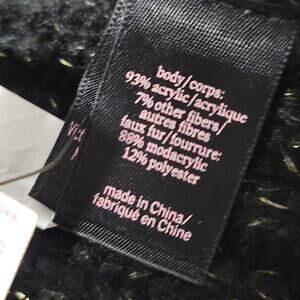 body/corps:
93% acrylic/acrylique
7% other fibers/
autres fibres
faux fur/fourrure:
88% modacrylic
12% polyester
made in China/
fabriqué en Chine